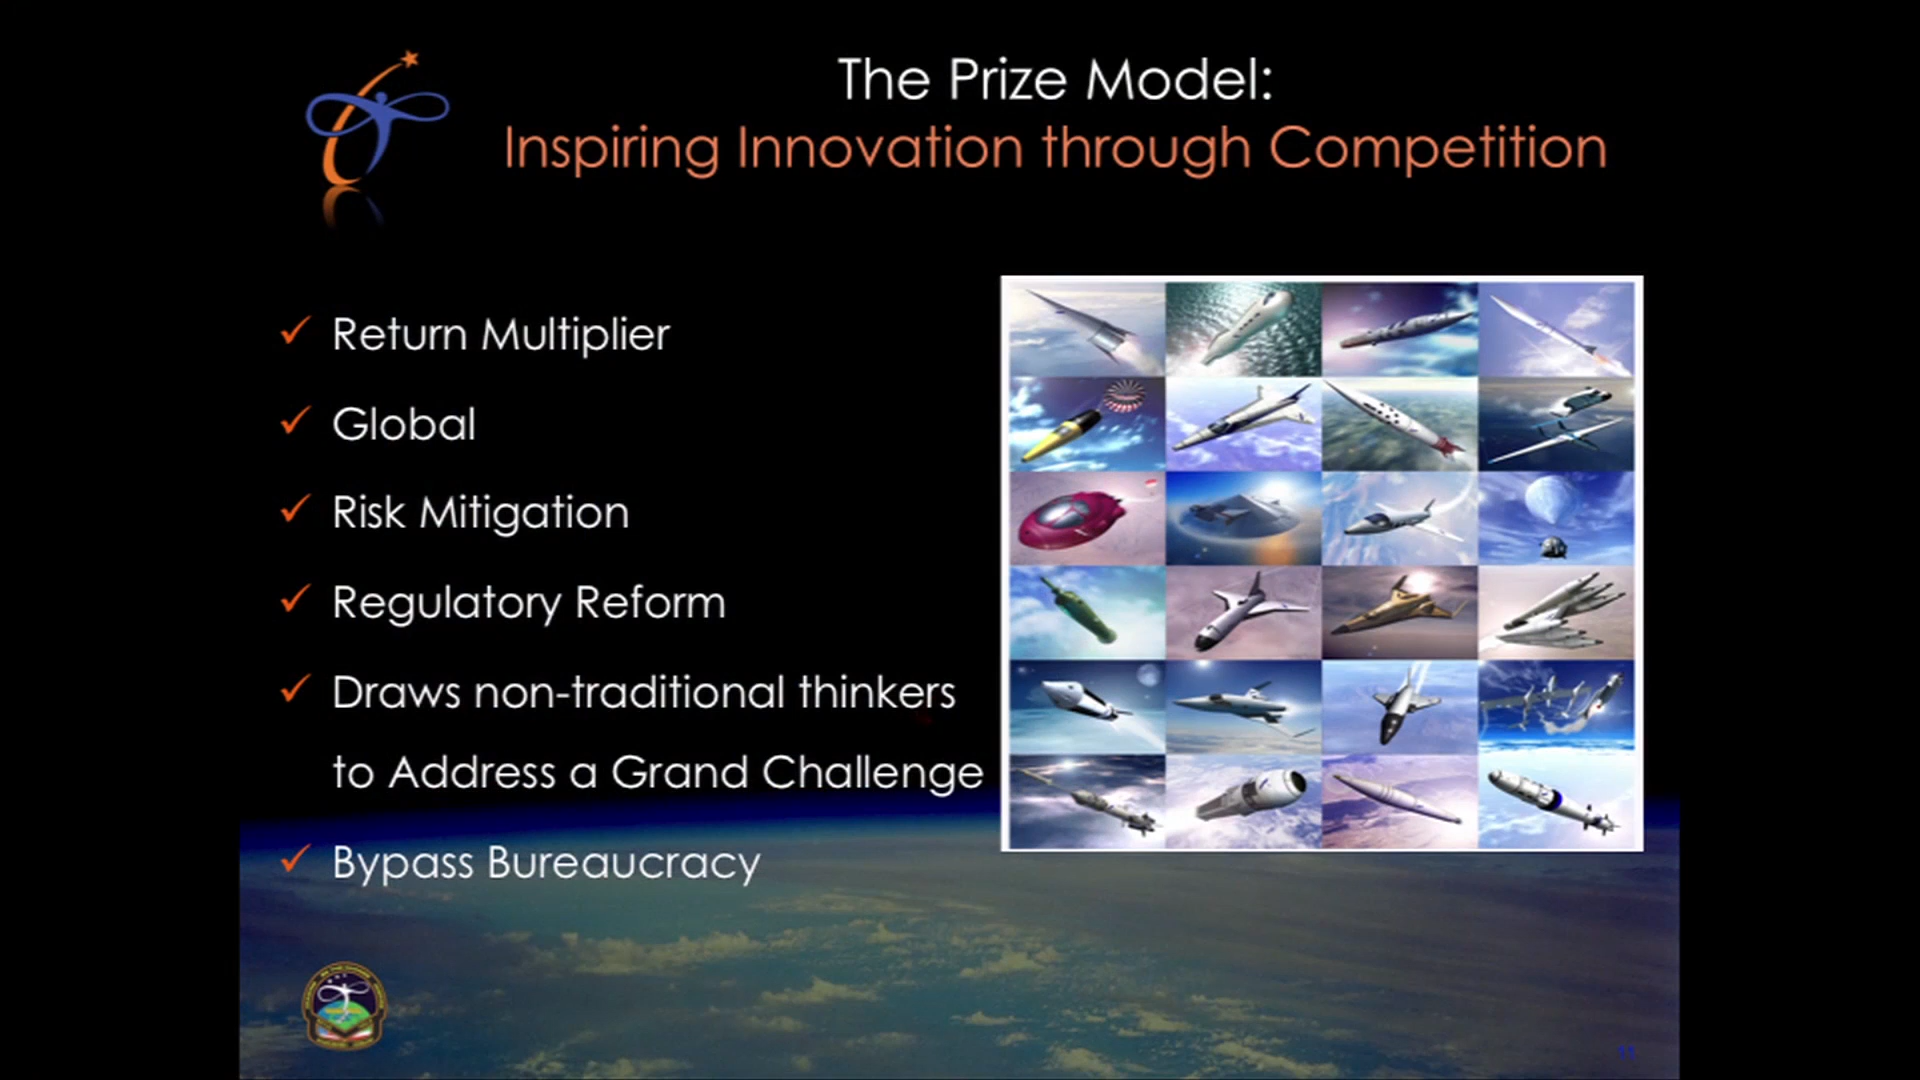 The Prize Model:
Inspiring Innovation through Competition
Return Multiplier
Global
Risk Mitigation
Regulatory Reform
Draws non-traditional thinkers
to Address a Grand Challenge
Bypass Bureaucracy